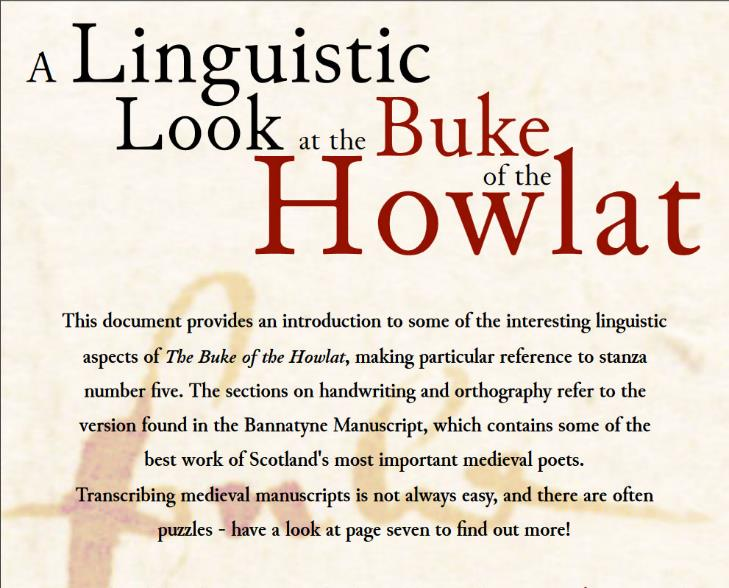 A Linguistic
Look at the Buke
of the
Howlat
This document provides an introduction to some of the interesting linguistic
aspects of The Buke of the Howlat, making particular reference to stanza
number five. The sections on handwriting and orthography refer to the
version found in the Bannatyne Manuscript, which contains some of the
best work of Scotland's most important medieval poets.
Transcribing medieval manuscripts is not always easy, and there are often
puzzles - have a look at page seven to find out more!